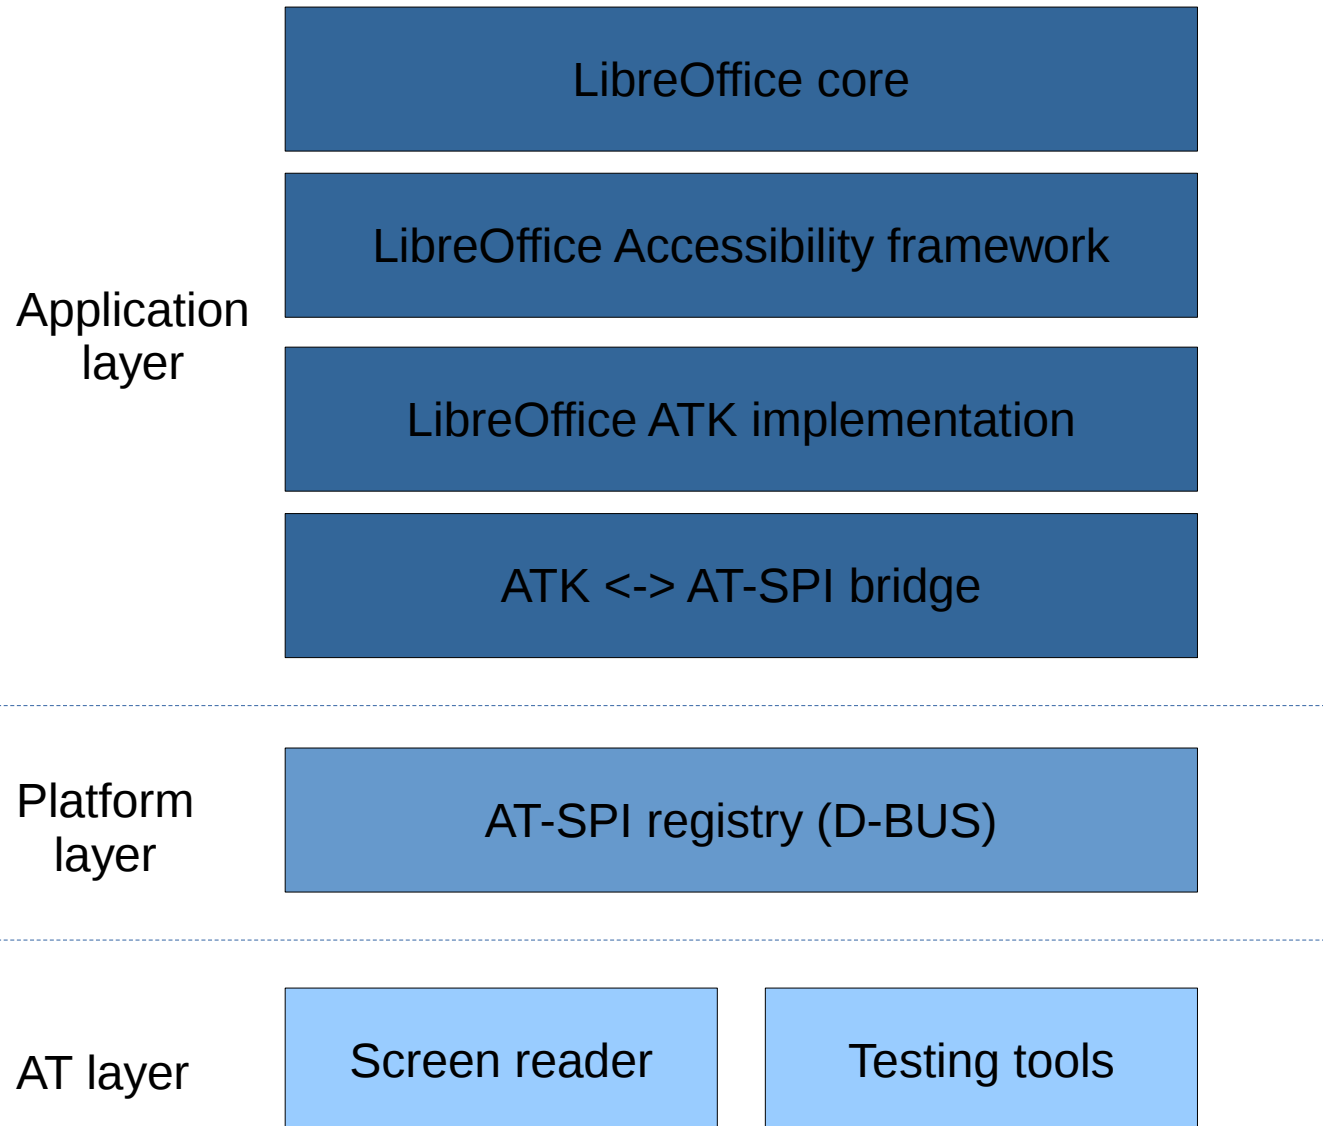 LibreOffice core
LibreOffice Accessibility framework
Application
layer
LibreOffice ATK implementation
ATK <-> AT-SPI bridge
Platform
layer
AT-SPI registry (D-BUS)
AT layer
Screen reader
Testing tools